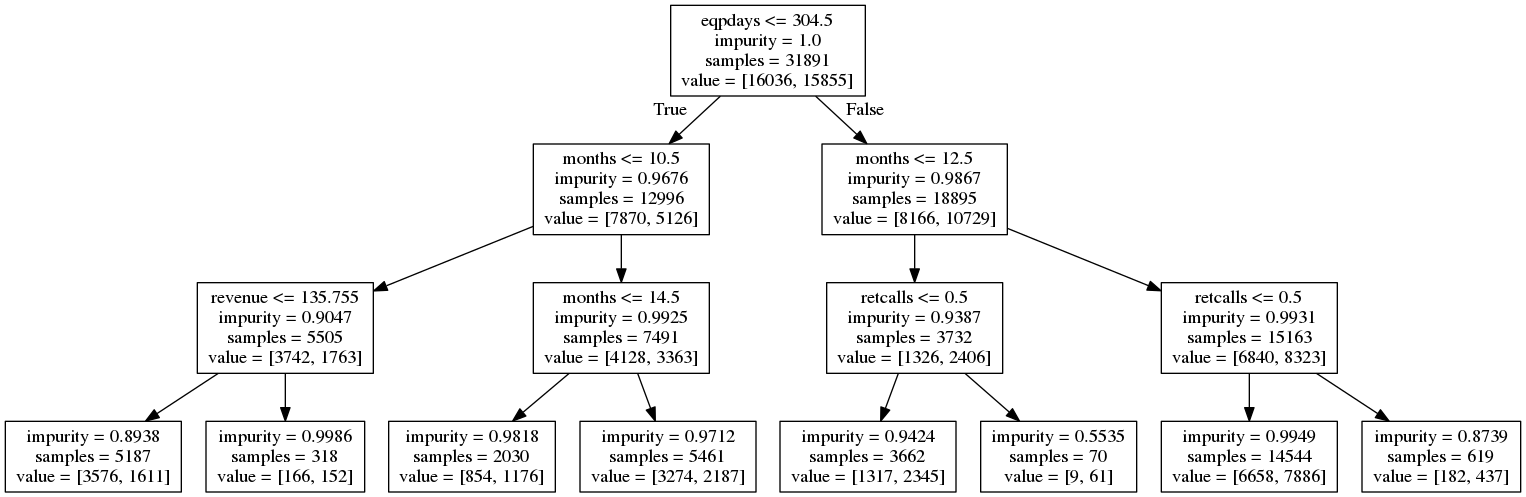 eqpdays <= 304.5
impurity = 1.0
samples = 31891
value = [16036, 15855]
True
False
months <= 10.5
impurity = 0.9676
samples = 12996
value = [7870, 5126]
months <= 12.5
impurity = 0.9867
samples = 18895
value = [8166, 10729]
revenue <= 135.755
impurity = 0.9047
samples = 5505
value = [3742, 1763]
months <= 14.5
impurity = 0.9925
samples = 7491
value = [4128, 3363]
retcalls <= 0.5
impurity = 0.9387
samples = 3732
value = [1326, 2406]
retcalls <= 0.5
impurity = 0.9931
samples = 15163
value = [6840, 8323]
impurity = 0.8938
samples = 5187
value = [3576, 1611]
impurity = 0.9986
samples = 318
value = [166, 152]
impurity = 0.9818
samples = 2030
value = [854, 1176]
impurity = 0.9712
samples = 5461
value = [3274, 2187]
impurity = 0.9424
samples = 3662
value = [1317, 2345]
impurity = 0.5535
samples = 70
value = [9, 61]
impurity = 0.9949
samples = 14544
value = [6658, 7886]
impurity = 0.8739
samples = 619
value = [182, 437]